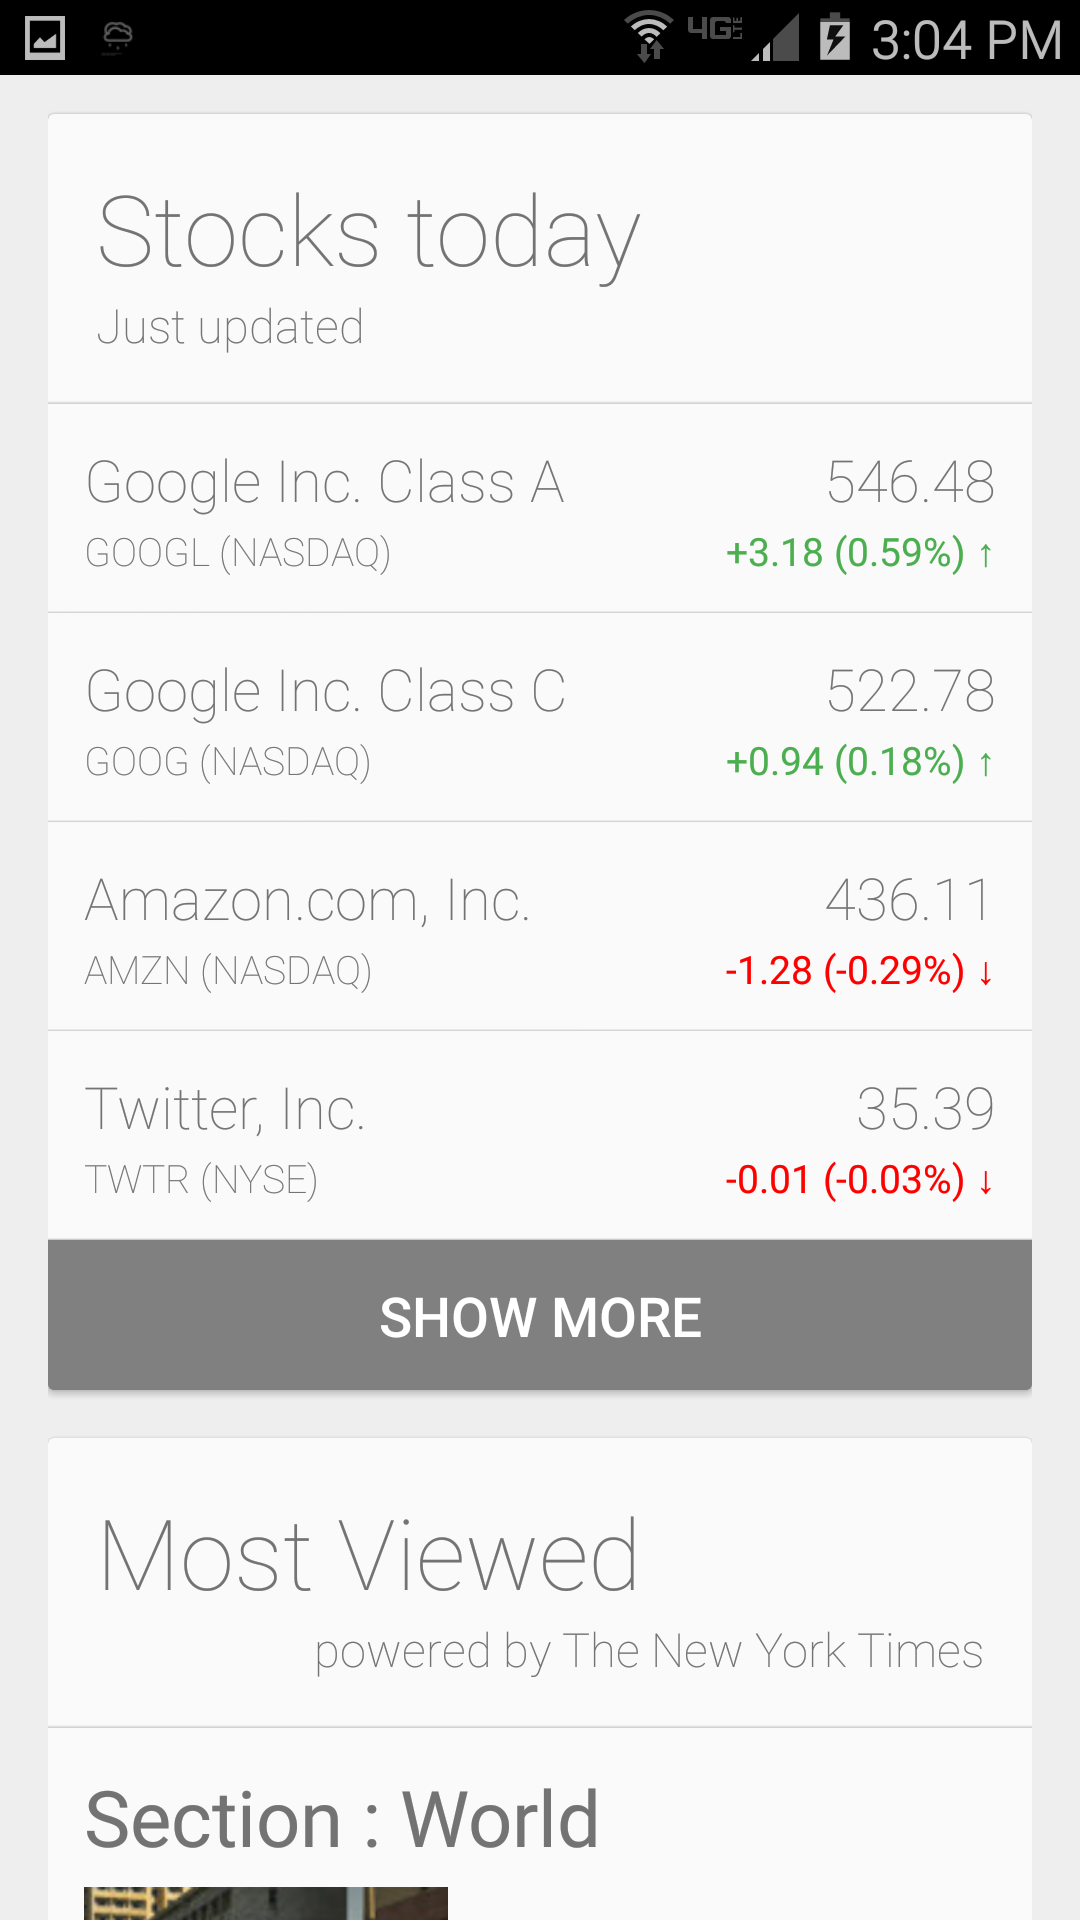 4G LTE 3:04 PM
Stocks today
Just updated
Google Inc. Class A 546.48
GOOGL (NASDAQ) +3.18 (0.59%) ↑
Google Inc. Class C 522.78
GOOG (NASDAQ) +0.94 (0.18%) ↑
Amazon.com, Inc. 436.11
AMZN (NASDAQ) -1.28 (-0.29%) ↓
Twitter, Inc. 35.39
TWTR (NYSE) -0.01 (-0.03%) ↓
SHOW MORE
Most Viewed
powered by The New York Times
Section : World